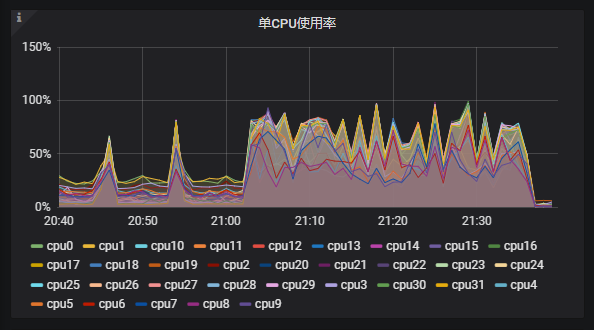 i
单CPU使用率
150%
100%
50%
0%
20:40 20:50 21:00 21:10 21:20 21:30
cpu0 cpu1 cpu10 cpu11 cpu12 cpu13 cpu14 cpu15 cpu16
cpu17 cpu18 cpu19 cpu2 cpu20 cpu21 cpu22 cpu23 cpu24
cpu25 cpu26 cpu27 cpu28 cpu29 cpu3 cpu30 cpu31 cpu4
cpu5 cpu6 cpu7 cpu8 cpu9